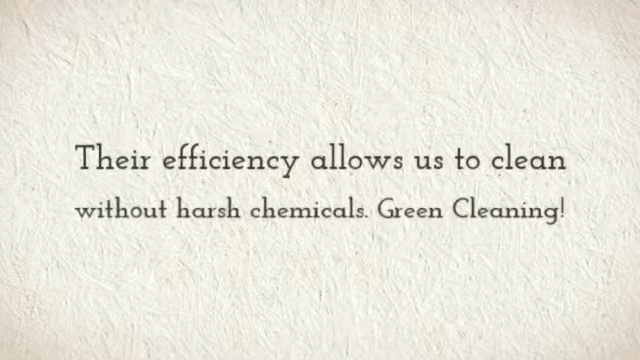 Their efficiency allows us to clean
without harsh chemicals. Green Cleaning!